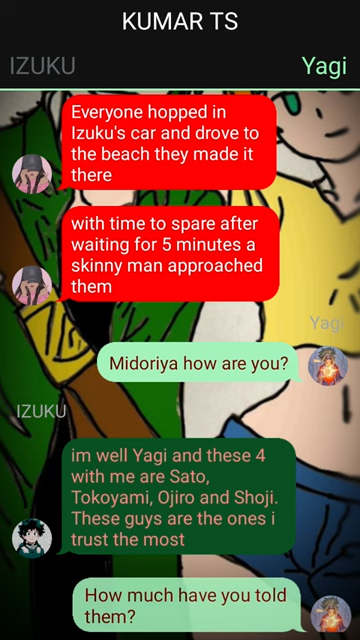 KUMAR TS
IZUKU
Yagi
Everyone hopped in
Izuku's car and drove to
the beach they made it
there
with time to spare after
waiting for 5 minutes a
skinny man approached
them
Yagi
Midoriya how are you?
IZUKU
im well Yagi and these 4
with me are Sato,
Tokoyami, Ojiro and Shoji.
These guys are the ones i
trust the most
How much have you told
them?